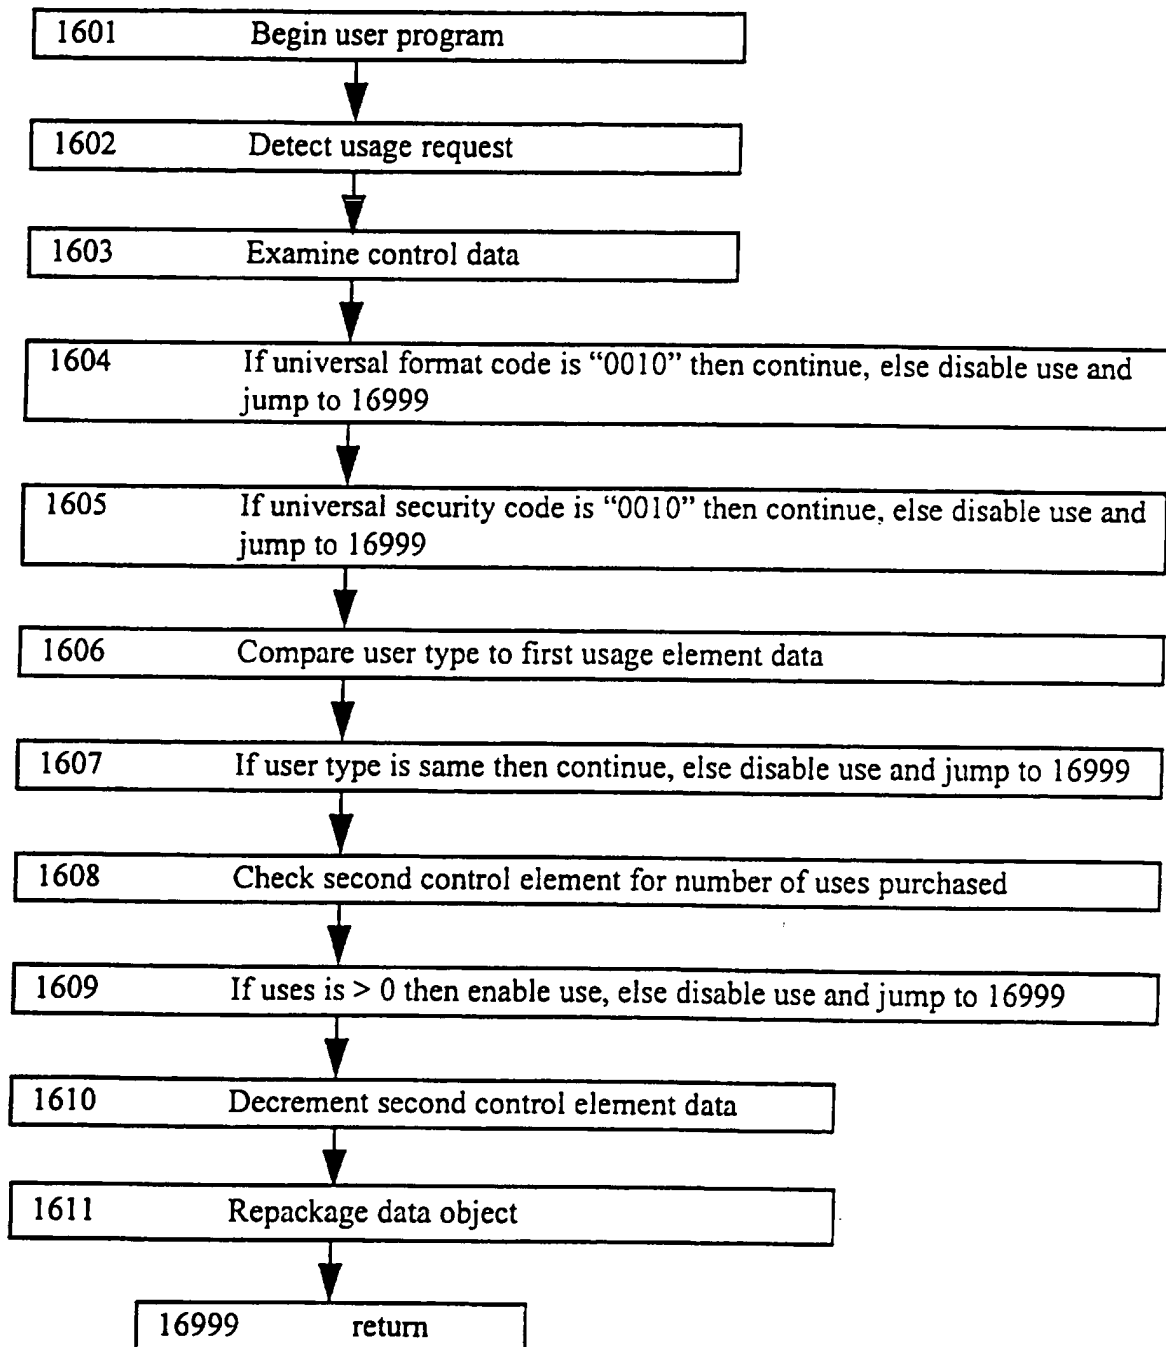 1601 Begin user program
1602 Detect usage request
1603 Examine control data
1604 If universal format code is “0010” then continue, else disable use and
jump to 16999
1605 If universal security code is “0010” then continue, else disable use and
jump to 16999
1606 Compare user type to first usage element data
1607 If user type is same then continue, else disable use and jump to 16999
1608 Check second control element for number of uses purchased
1609 If uses is > 0 then enable use, else disable use and jump to 16999
1610 Decrement second control element data
1611 Repackage data object
16999 return